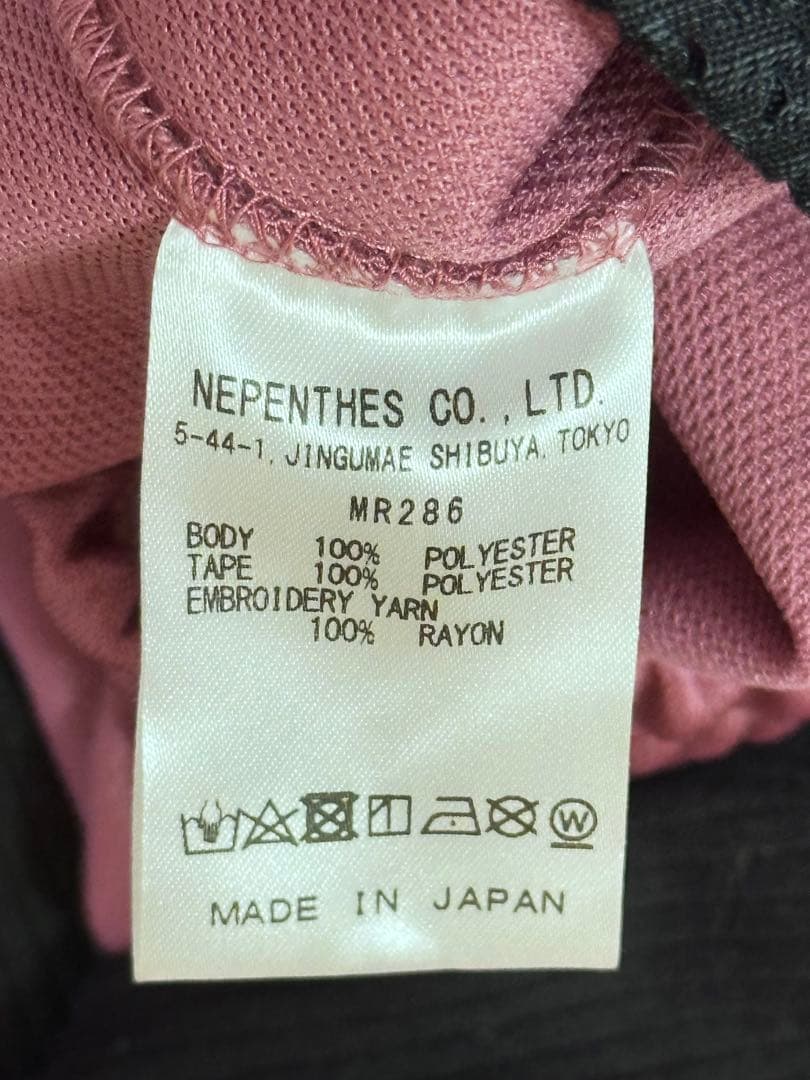 NEPENTHES CO., LTD.
5-44-1, JINGUMAE SHIBUYA, TOKYO
MR286
BODY 100% POLYESTER
TAPE 100% POLYESTER
EMBROIDERY YARN
100% RAYON
W
MADE IN JAPAN